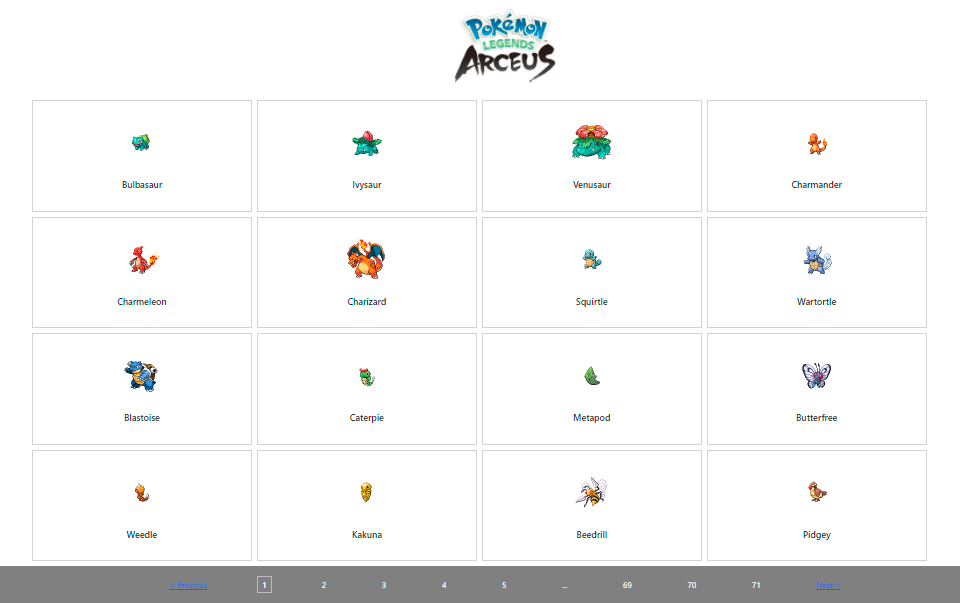 POKéMON
LEGENDS
ARCEUS
Bulbasaur Ivysaur Venusaur Charmander
Charmeleon Charizard Squirtle Wartortle
Blastoise Caterpie Metapod Butterfree
Weedle Kakuna Beedrill Pidgey
< Previous 1 2 3 4 5 ... 69 70 71 Next >